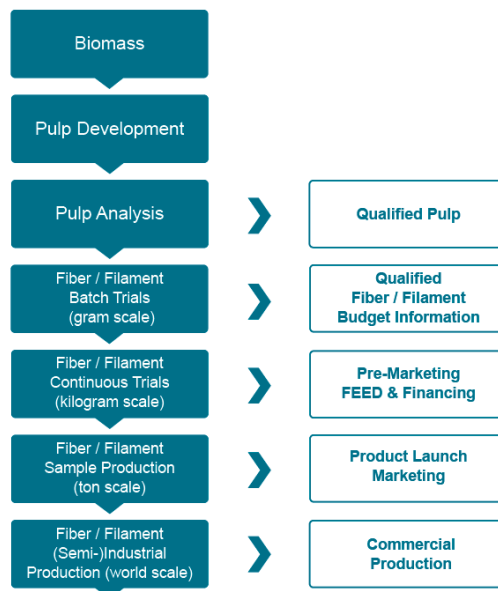 Biomass
Pulp Development
Pulp Analysis
Qualified Pulp
Fiber / Filament
Batch Trials
(gram scale)
Qualified
Fiber / Filament
Budget Information
Fiber / Filament
Continuous Trials
(kilogram scale)
Pre-Marketing
FEED & Financing
Fiber / Filament
Sample Production
(ton scale)
Product Launch
Marketing
Fiber / Filament
(Semi-)Industrial
Production (world scale)
Commercial
Production